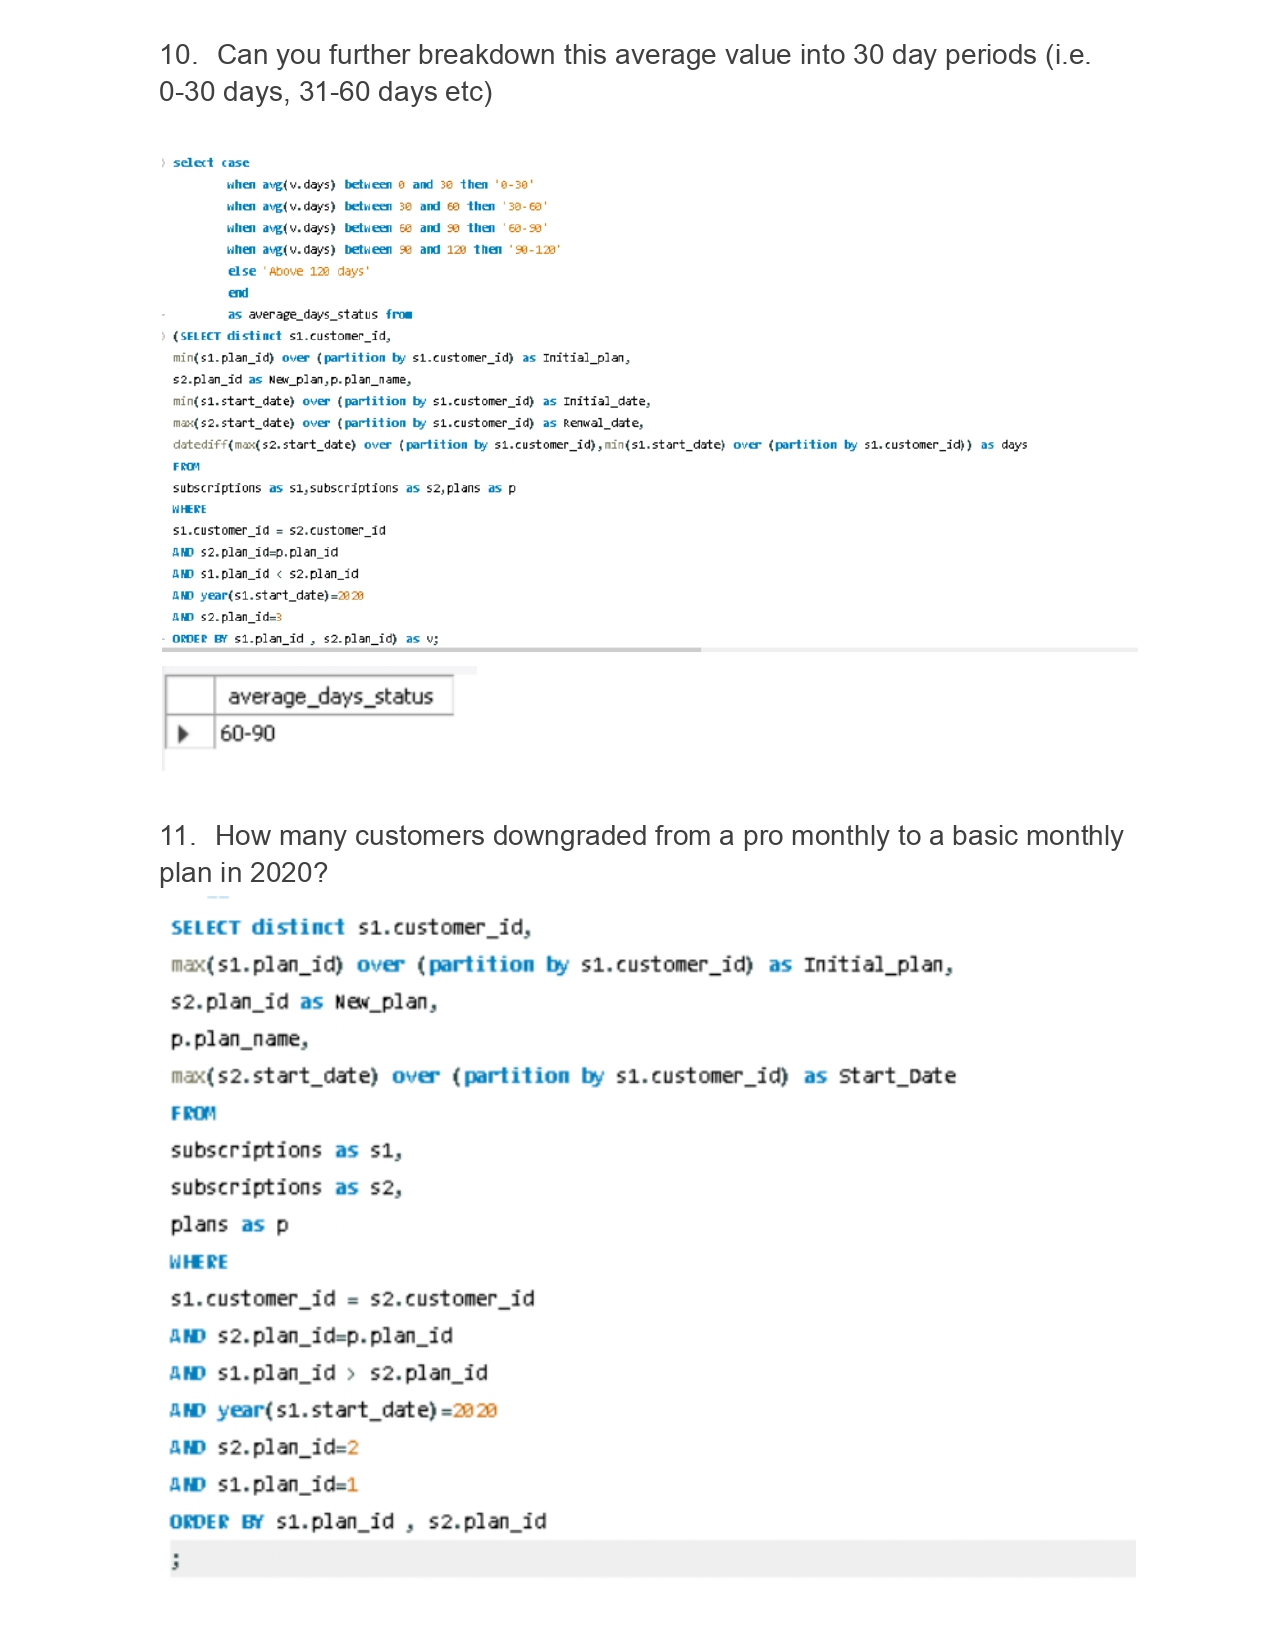 10. Can you further breakdown this average value into 30 day periods (i.e.
0-30 days, 31-60 days etc)
select case
when avg(v.days) between 0 and 30 then '0-30'
when avg(v.days) between 30 and 60 then '30-60'
when avg(v.days) between 60 and 90 then '60-90'
when avg(v.days) between 90 and 120 then '90-120'
else 'Above 120 days'
end
as average_days_status from
(SELECT distinct s1.customer_id,
min(s1.plan_id) over (partition by s1.customer_id) as Initial_plan,
s2.plan_id as New_plan,p.plan_name,
min(s1.start_date) over (partition by s1.customer_id) as Initial_date,
max(s2.start_date) over (partition by s1.customer_id) as Renwal_date,
datediff(max(s2.start_date) over (partition by s1.customer_id),min(s1.start_date) over (partition by s1.customer_id)) as days
FROM
subscriptions as s1,subscriptions as s2,plans as p
WHERE
s1.customer_id = s2.customer_id
AND s2.plan_id=p.plan_id
AND s1.plan_id < s2.plan_id
AND year(s1.start_date)=2020
AND s2.plan_id=3
ORDER BY s1.plan_id , s2.plan_id) as v;
average_days_status
60-90
11. How many customers downgraded from a pro monthly to a basic monthly
plan in 2020?
SELECT distinct s1.customer_id,
max(s1.plan_id) over (partition by s1.customer_id) as Initial_plan,
s2.plan_id as New_plan,
p.plan_name,
max(s2.start_date) over (partition by s1.customer_id) as Start_Date
FROM
subscriptions as s1,
subscriptions as s2,
plans as p
WHERE
s1.customer_id = s2.customer_id
AND s2.plan_id=p.plan_id
AND s1.plan_id > s2.plan_id
AND year(s1.start_date)=2020
AND s2.plan_id=2
AND s1.plan_id=1
ORDER BY s1.plan_id , s2.plan_id
;